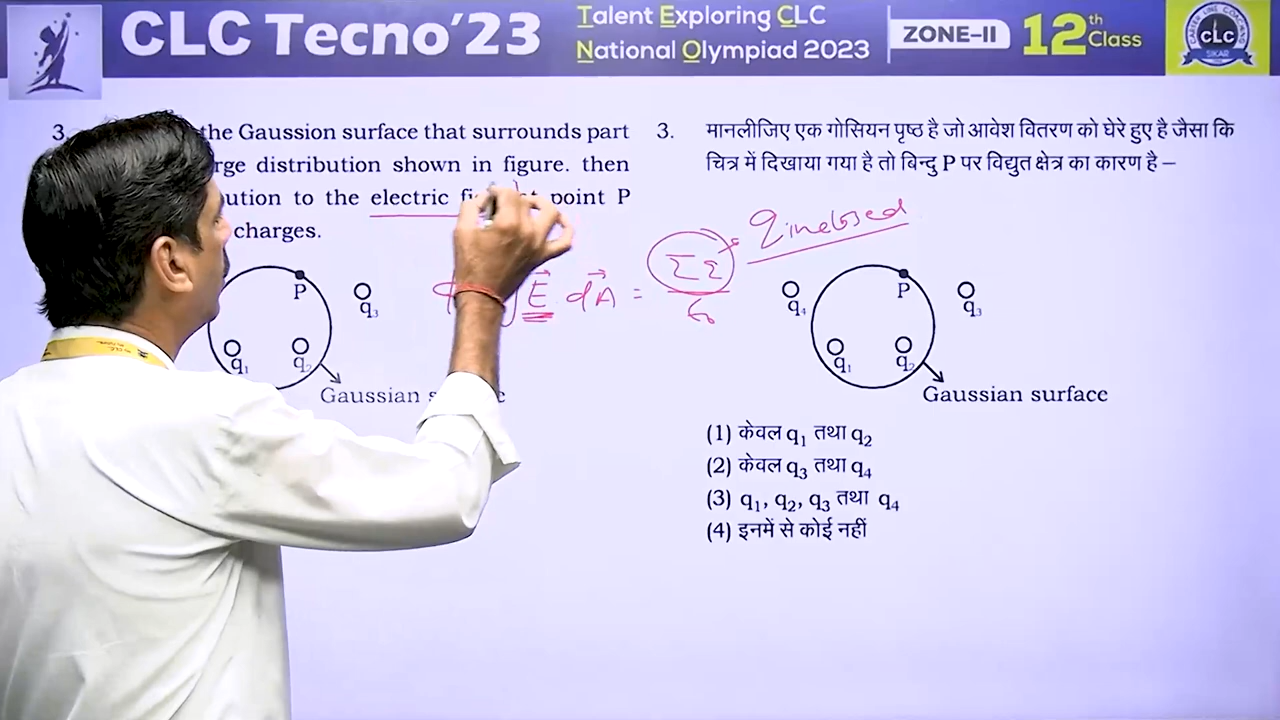 CLC Tecno'23
Talent Exploring CLC
National Olympiad 2023
ZONE-II
12th Class
CLC
SIKAR
3.
the Gaussion surface that surrounds part
rge distribution shown in figure. then
ution to the electric point P
charges.
P
q3
q1
q2
Gaussian
E⃗ dA⃗ = Σq
ε₀
3. मानलीजिए एक गोसियन पृष्ठ है जो आवेश वितरण को घेरे हुए है जैसा कि
चित्र में दिखाया गया है तो बिन्दु P पर विद्युत क्षेत्र का कारण है –
q4
P
q3
q1
q2
Gaussian surface
(1) केवल q1 तथा q2
(2) केवल q3 तथा q4
(3) q1, q2, q3 तथा q4
(4) इनमें से कोई नहीं